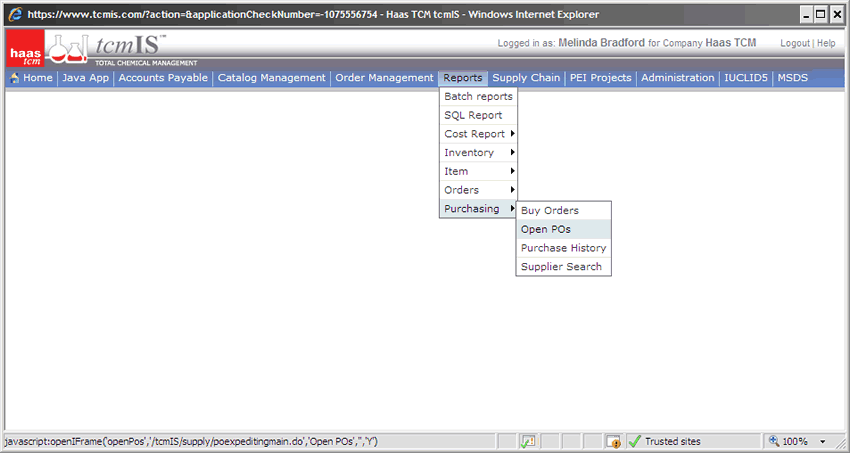 https://www.tcmis.com/?action=&applicationCheckNumber=-1075556754 - Haas TCM tcmIS - Windows Internet Explorer
haas tcm
tcmIS™
TOTAL CHEMICAL MANAGEMENT
Logged in as: Melinda Bradford for Company Haas TCM
Logout | Help
Home | Java App | Accounts Payable | Catalog Management | Order Management | Reports | Supply Chain | PEI Projects | Administration | IUCLID5 | MSDS
Batch reports
SQL Report
Cost Report
Inventory
Item
Orders
Purchasing
Buy Orders
Open POs
Purchase History
Supplier Search
javascript:openIFrame('openPos','/tcmIS/supply/poexpeditingmain.do','Open POs','','Y')
Trusted sites
100%